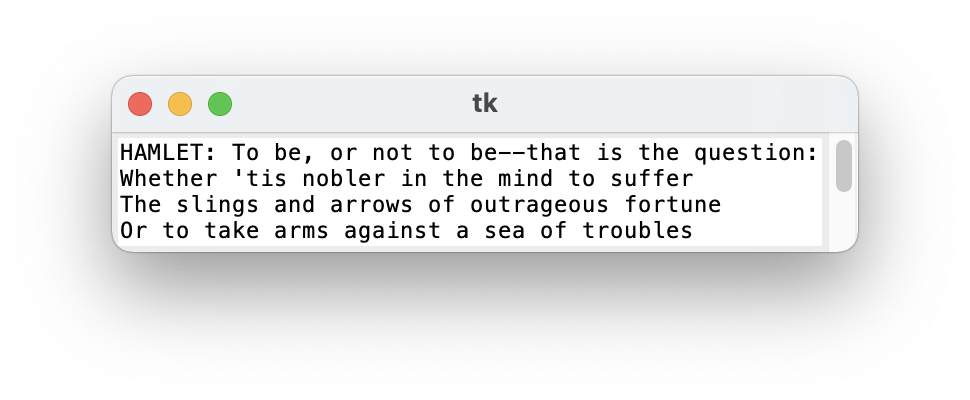 tk
HAMLET: To be, or not to be--that is the question:
Whether 'tis nobler in the mind to suffer
The slings and arrows of outrageous fortune
Or to take arms against a sea of troubles